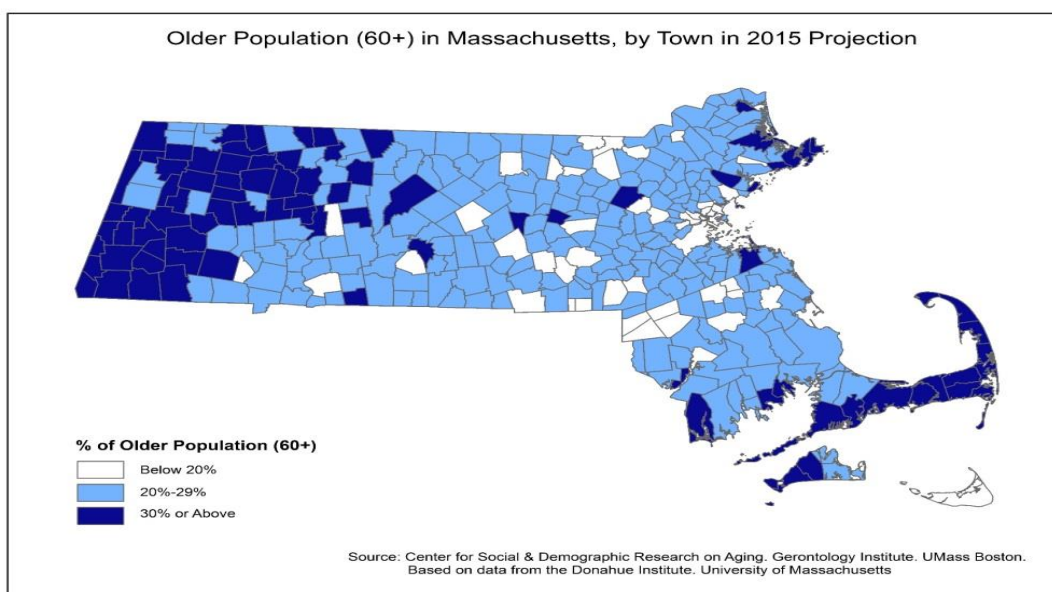 Older Population (60+) in Massachusetts, by Town in 2015 Projection
% of Older Population (60+)
Below 20%
20%-29%
30% or Above
Source: Center for Social & Demographic Research on Aging. Gerontology Institute. UMass Boston.
Based on data from the Donahue Institute. University of Massachusetts